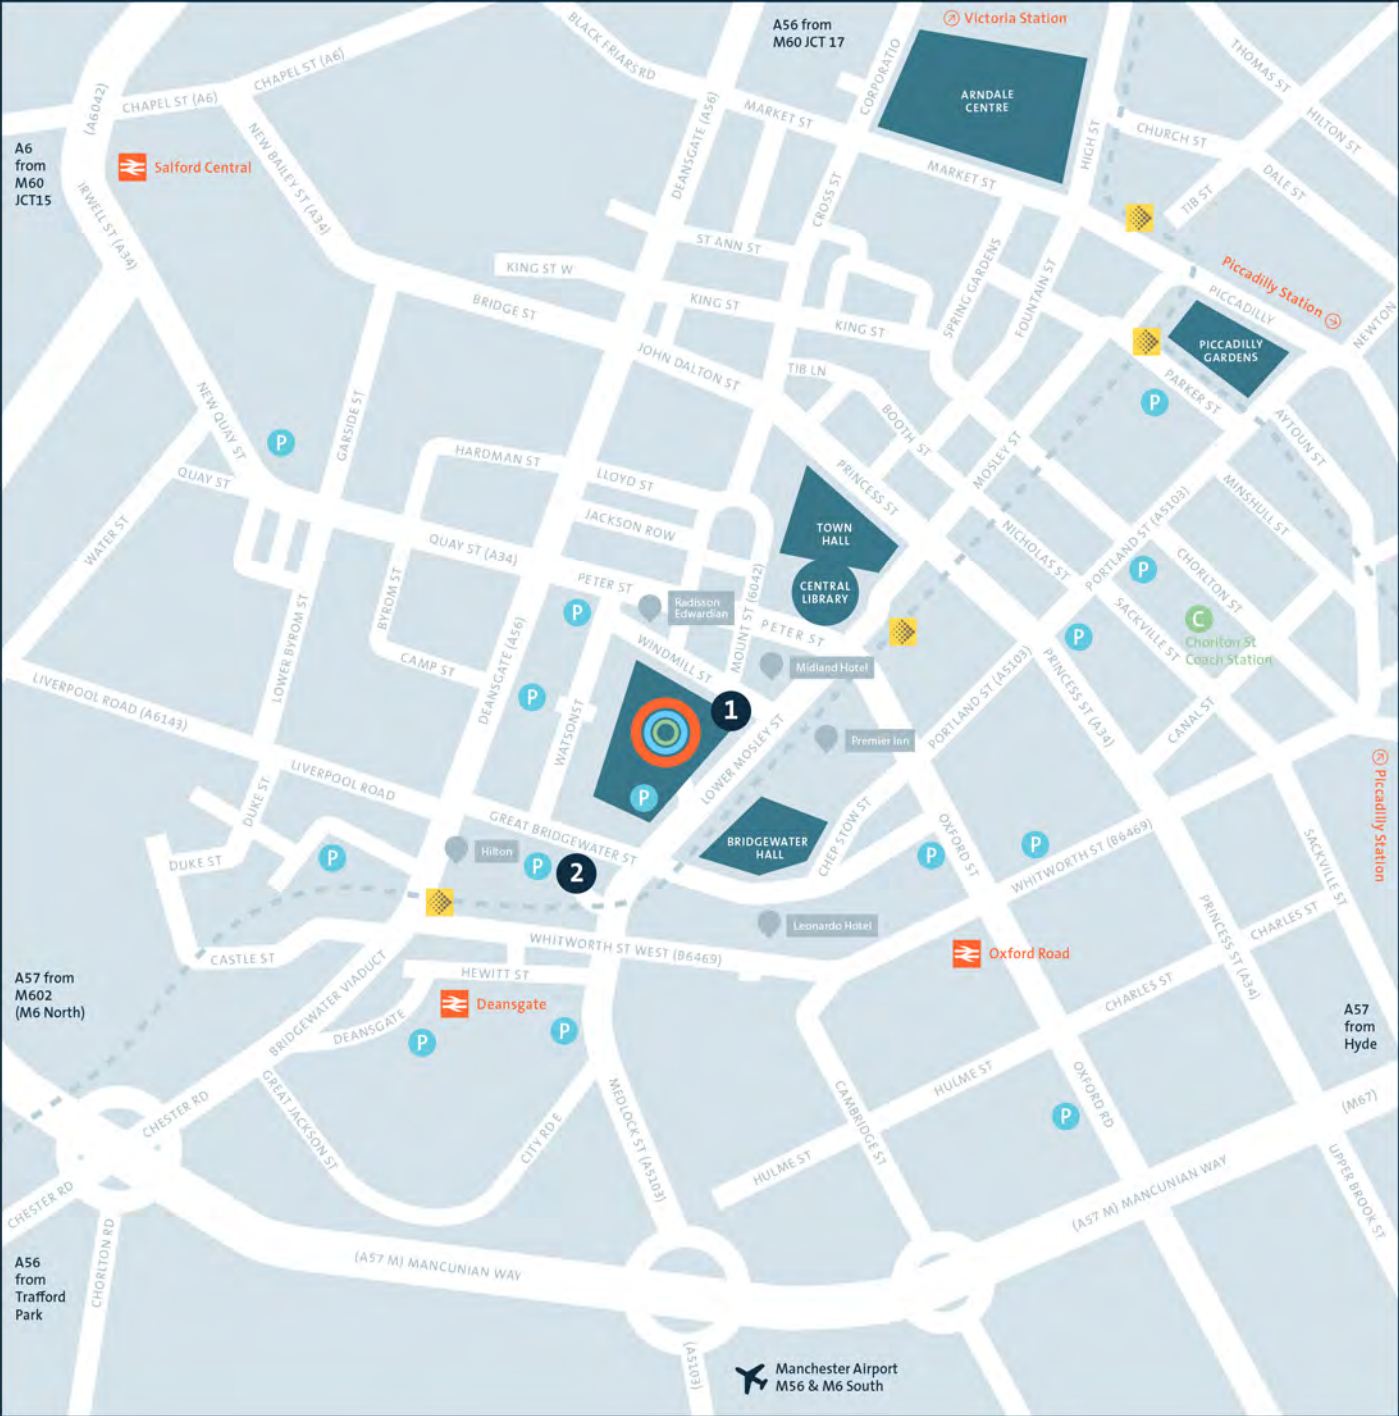 A56 from
M60 JCT 17
Victoria Station
BLACK FRIARS RD
CORPORATIO
ARNDALE
CENTRE
THOMAS ST
HILTON ST
CHAPEL ST (A6)
CHAPEL ST (A6)
(A6042)
MARKET ST
DEANSGATE (A56)
HIGH ST
CHURCH ST
A6
from
M60
JCT15
Salford Central
NEW BAILEY ST (A34)
MARKET ST
DALE ST
TIB ST
IRWELL ST (A34)
CROSS ST
ST ANN ST
KING ST W
KING ST
KING ST
BRIDGE ST
SPRING GARDENS
FOUNTAIN ST
Piccadilly Station
PICCADILLY
NEWTON
PICCADILLY
GARDENS
JOHN DALTON ST
TIB LN
PARKER ST
P
NEW QUAY ST
GARSIDE ST
P
BOOTH ST
MOSLEY ST
AYTOUN ST
HARDMAN ST
LLOYD ST
PRINCESS ST
QUAY ST
MINSHULL ST
JACKSON ROW
TOWN
HALL
WATER ST
QUAY ST (A34)
NICHOLAS ST
PORTLAND ST (A5103)
PETER ST
CENTRAL
LIBRARY
P
CHORLTON ST
BYROM ST
P
Radisson
Edwardian
MOUNT ST (6042)
PETER ST
SACKVILLE ST
C
Chorlton St
Coach Station
P
LOWER BYROM ST
CAMP ST
WINDMILL ST
Midland Hotel
DEANSGATE (A56)
P
PRINCESS ST (A34)
PORTLAND ST (A5103)
LIVERPOOL ROAD (A6143)
1
CANAL ST
WATSON ST
LOWER MOSLEY ST
Premier Inn
LIVERPOOL ROAD
P
DUKE ST
Piccadilly Station
GREAT BRIDGEWATER ST
BRIDGEWATER
HALL
CHEPSTOW ST
OXFORD ST
P
P
WHITWORTH ST (B6469)
DUKE ST
P
Hilton
P
2
SACKVILLE ST
Leonardo Hotel
PRINCESS ST (A34)
CHARLES ST
CASTLE ST
WHITWORTH ST WEST (B6469)
Oxford Road
HEWITT ST
A57 from
M602
(M6 North)
BRIDGEWATER VIADUCT
Deansgate
CHARLES ST
DEANSGATE
P
P
A57
from
Hyde
HULME ST
OXFORD RD
P
GREAT JACKSON ST
CHESTER RD
CITY RD E
MEDLOCK ST (A5103)
CAMBRIDGE ST
(M67)
HULME ST
UPPER BROOK ST
CHESTER RD
(A57 M) MANCUNIAN WAY
CHORLTON RD
(A57 M) MANCUNIAN WAY
A56
from
Trafford
Park
(A5103)
Manchester Airport
M56 & M6 South